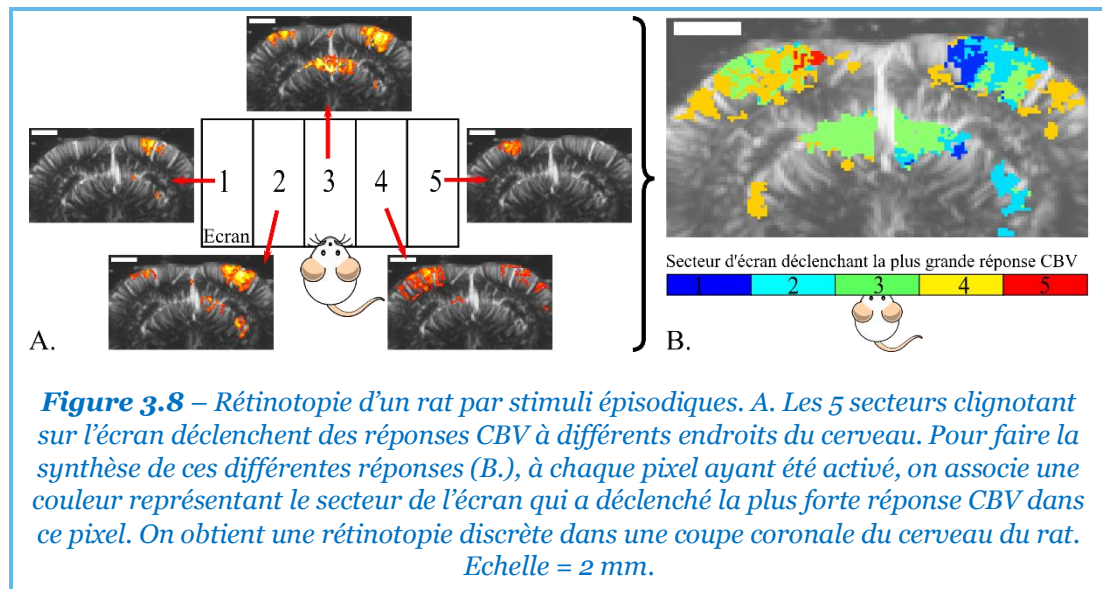 1
2
3
4
5
Ecran
A.
Secteur d'écran déclenchant la plus grande réponse CBV
2
3
4
5
B.
Figure 3.8 – Rétinotopie d'un rat par stimuli épisodiques. A. Les 5 secteurs clignotant
sur l'écran déclenchent des réponses CBV à différents endroits du cerveau. Pour faire la
synthèse de ces différentes réponses (B.), à chaque pixel ayant été activé, on associe une
couleur représentant le secteur de l'écran qui a déclenché la plus forte réponse CBV dans
ce pixel. On obtient une rétinotopie discrète dans une coupe coronale du cerveau du rat.
Echelle = 2 mm.